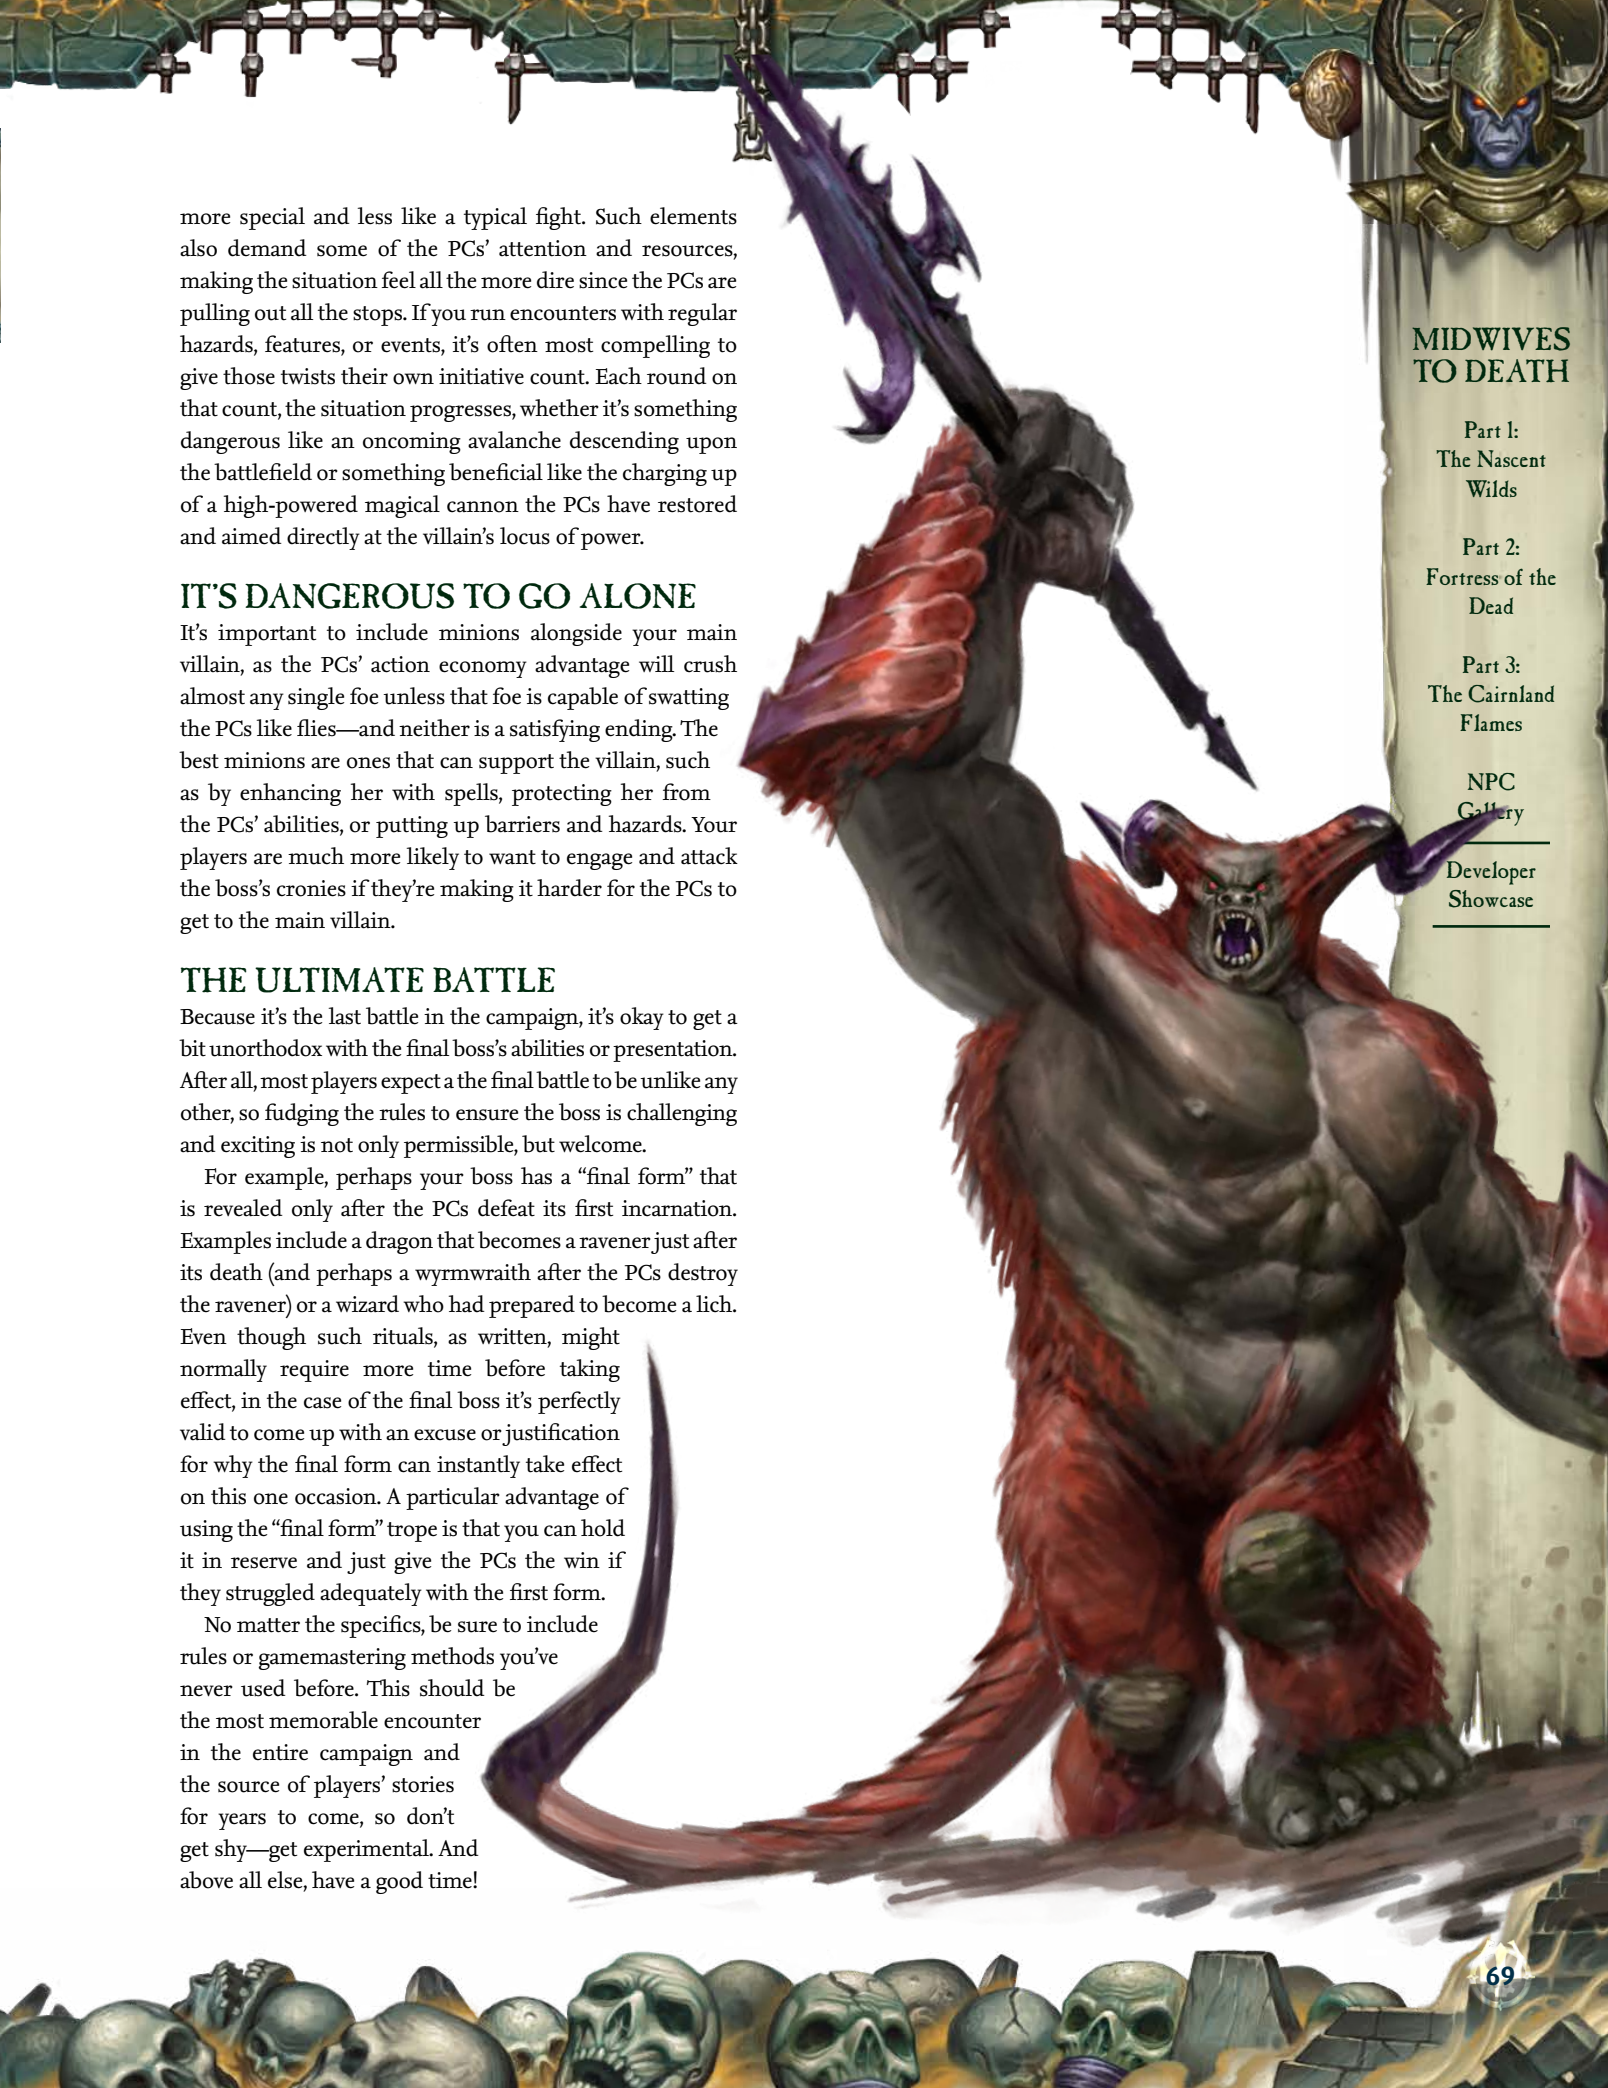 more special and less like a typical fight. Such elements
also demand some of the PCs’ attention and resources,
making the situation feel all the more dire since the PCs are
pulling out all the stops. If you run encounters with regular
hazards, features, or events, it’s often most compelling to
give those twists their own initiative count. Each round on
that count, the situation progresses, whether it’s something
dangerous like an oncoming avalanche descending upon
the battlefield or something beneficial like the charging up
of a high-powered magical cannon the PCs have restored
and aimed directly at the villain’s locus of power.
IT’S DANGEROUS TO GO ALONE
It’s important to include minions alongside your main
villain, as the PCs’ action economy advantage will crush
almost any single foe unless that foe is capable of swatting
the PCs like flies—and neither is a satisfying ending. The
best minions are ones that can support the villain, such
as by enhancing her with spells, protecting her from
the PCs’ abilities, or putting up barriers and hazards. Your
players are much more likely to want to engage and attack
the boss’s cronies if they’re making it harder for the PCs to
get to the main villain.
THE ULTIMATE BATTLE
Because it’s the last battle in the campaign, it’s okay to get a
bit unorthodox with the final boss’s abilities or presentation.
After all, most players expect a the final battle to be unlike any
other, so fudging the rules to ensure the boss is challenging
and exciting is not only permissible, but welcome.
For example, perhaps your boss has a “final form” that
is revealed only after the PCs defeat its first incarnation.
Examples include a dragon that becomes a ravener just after
its death (and perhaps a wyrmwraith after the PCs destroy
the ravener) or a wizard who had prepared to become a lich.
Even though such rituals, as written, might
normally require more time before taking
effect, in the case of the final boss it’s perfectly
valid to come up with an excuse or justification
for why the final form can instantly take effect
on this one occasion. A particular advantage of
using the “final form” trope is that you can hold
it in reserve and just give the PCs the win if
they struggled adequately with the first form.
No matter the specifics, be sure to include
rules or gamemastering methods you’ve
never used before. This should be
the most memorable encounter
in the entire campaign and
the source of players’ stories
for years to come, so don’t
get shy—get experimental. And
above all else, have a good time!
MIDWIVES
TO DEATH
Part 1:
The Nascent
Wilds
Part 2:
Fortress of the
Dead
Part 3:
The Cairnland
Flames
NPC
Gallery
Developer
Showcase
69